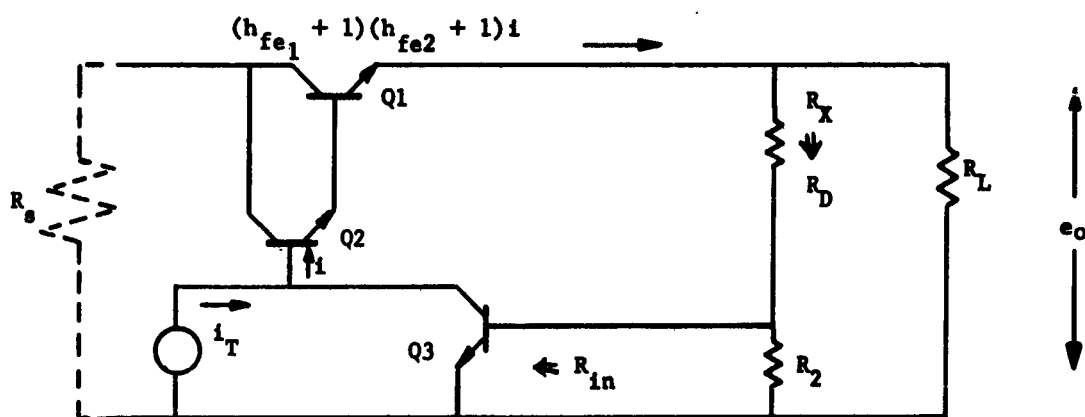 (h_fe1 + 1)(h_fe2 + 1)i
Q1
R_X
R_D
R_L
R_s
Q2
i
e_o
i_T
Q3
R_in
R_2